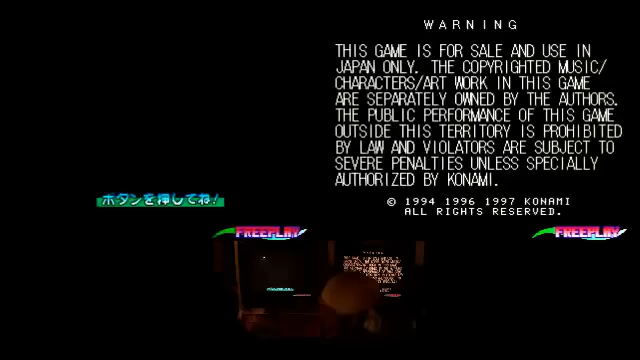 WARNING
THIS GAME IS FOR SALE AND USE IN
JAPAN ONLY. THE COPYRIGHTED MUSIC/
CHARACTERS/ART WORK IN THIS GAME
ARE SEPARATELY OWNED BY THE AUTHORS.
THE PUBLIC PERFORMANCE OF THIS GAME
OUTSIDE THIS TERRITORY IS PROHIBITED
BY LAW AND VIOLATORS ARE SUBJECT TO
SEVERE PENALTIES UNLESS SPECIALLY
AUTHORIZED BY KONAMI.
© 1994 1996 1997 KONAMI
ALL RIGHTS RESERVED.
ボタンを押してね!
FREEPLAY
FREEPLAY